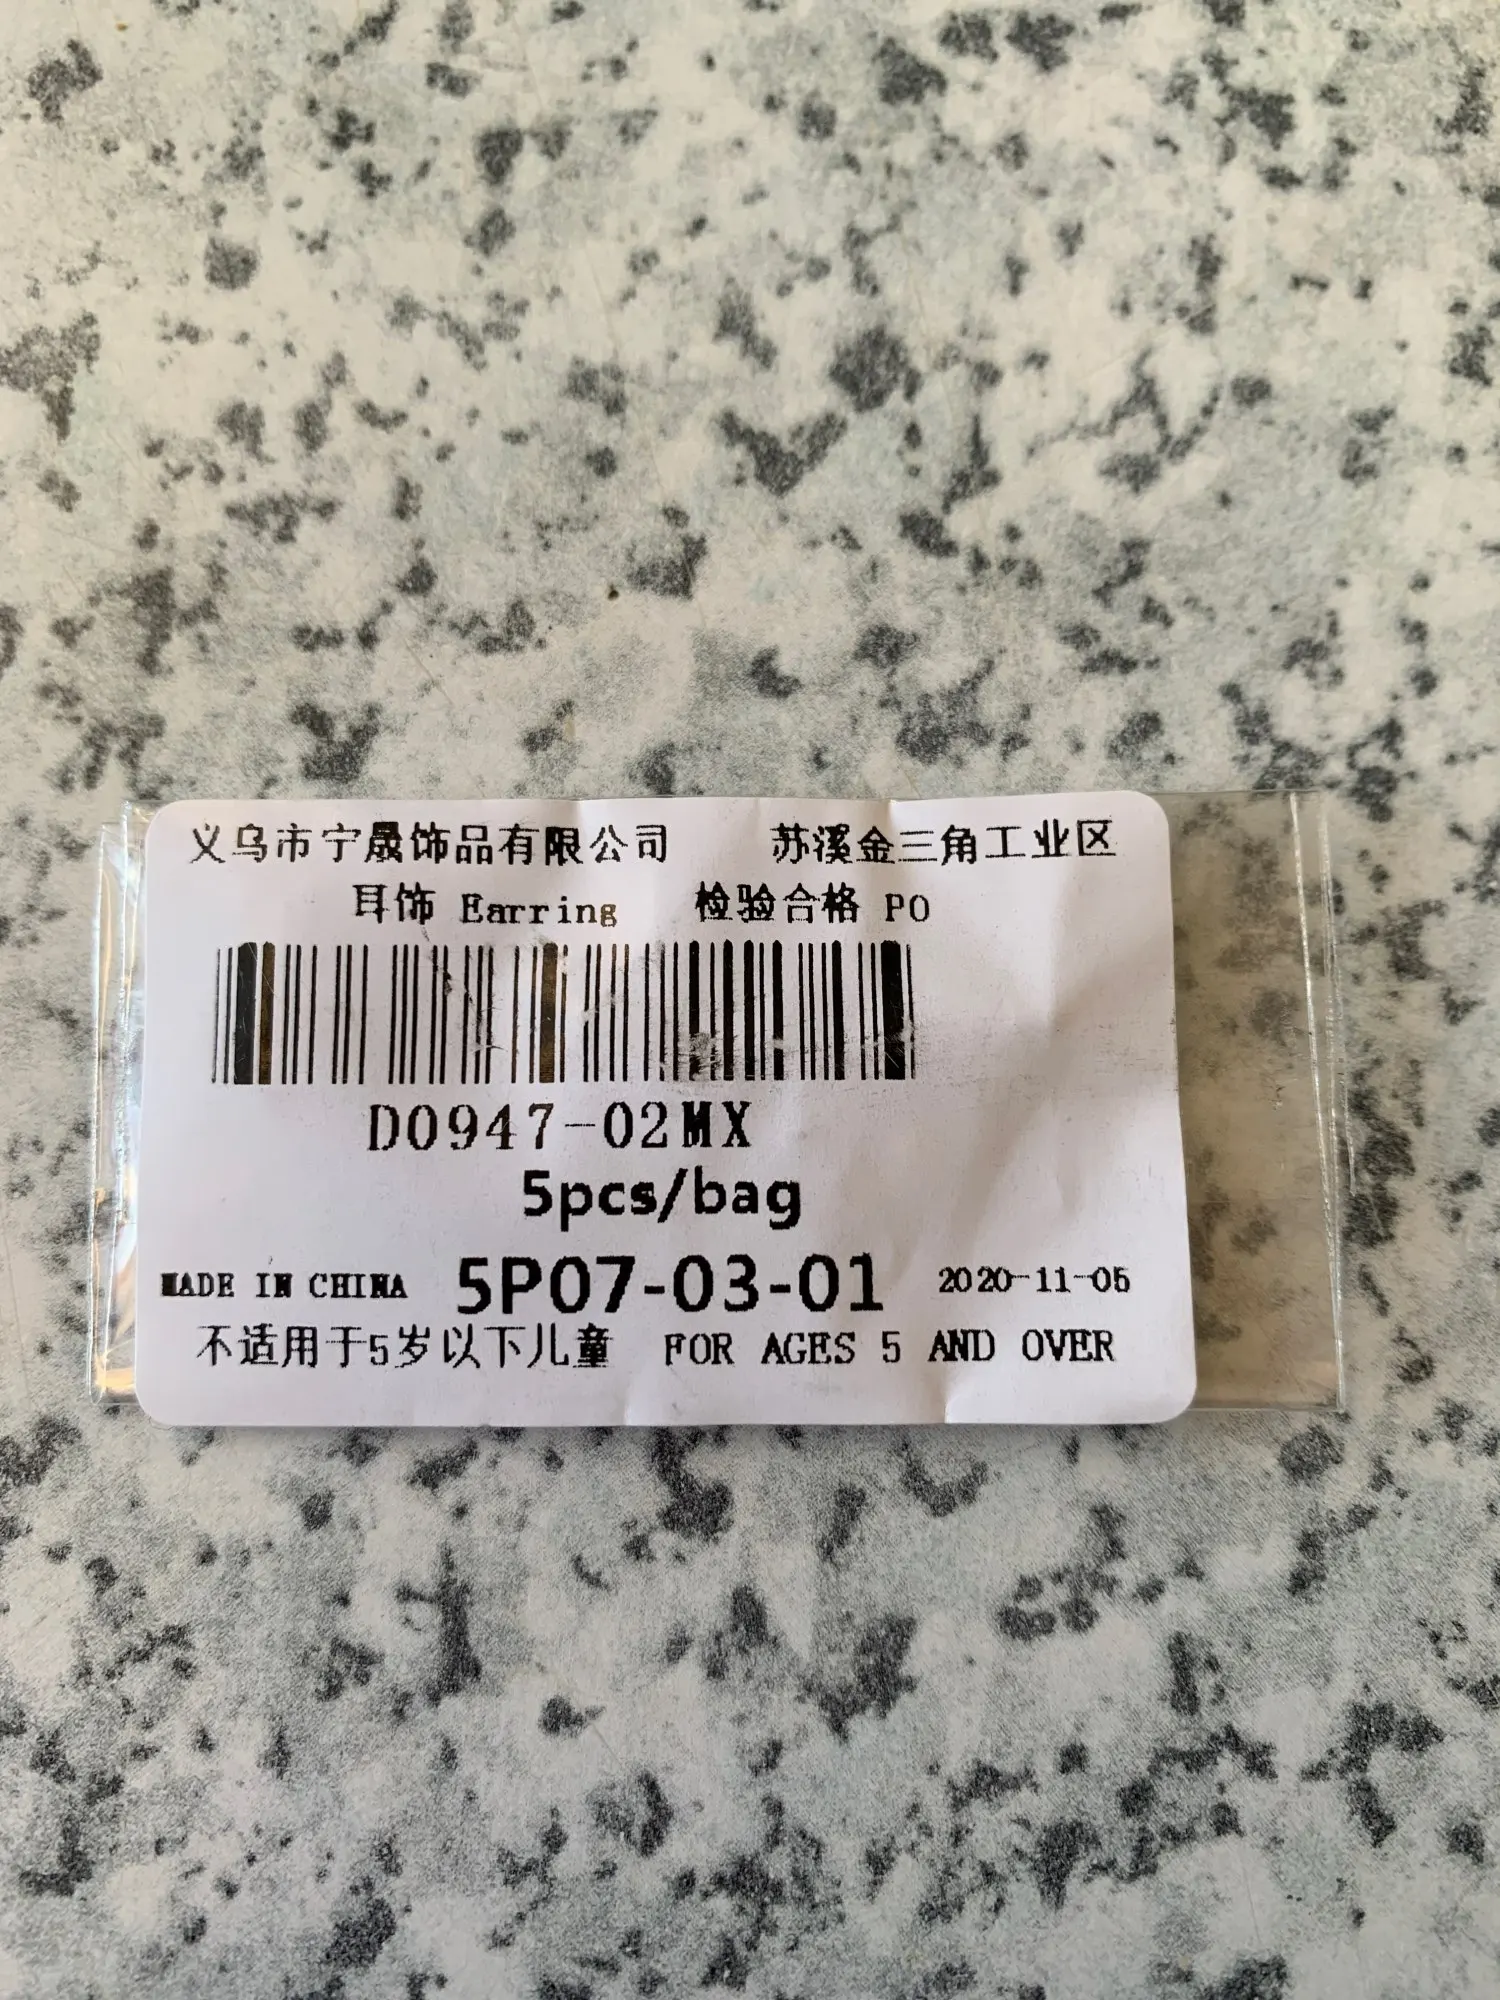 义乌市宁晟饰品有限公司 苏溪金三角工业区
耳饰 Earring 检验合格 PO
D0947-02MX
5pcs/bag
MADE IN CHINA 5P07-03-01 2020-11-05
不适用于5岁以下儿童 FOR AGES 5 AND OVER